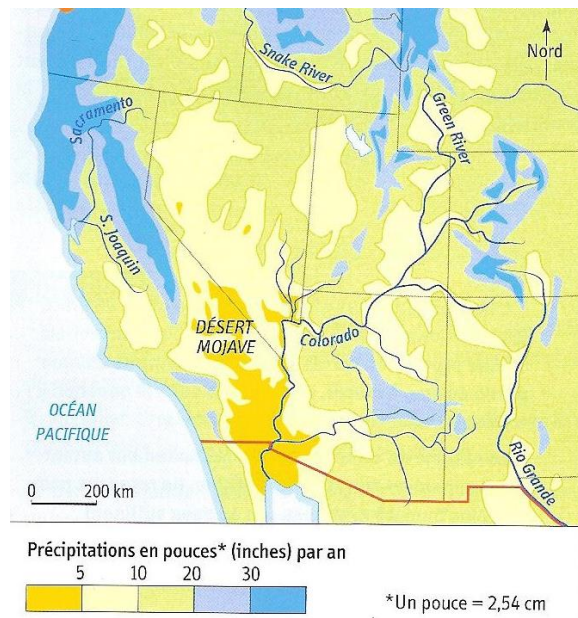 Nord
Snake River
Green River
Sacramento
S. Joaquin
DÉSERT
MOJAVE
Colorado
OCÉAN
PACIFIQUE
Rio Grande
0 200 km
Précipitations en pouces* (inches) par an
5 10 20 30
*Un pouce = 2,54 cm